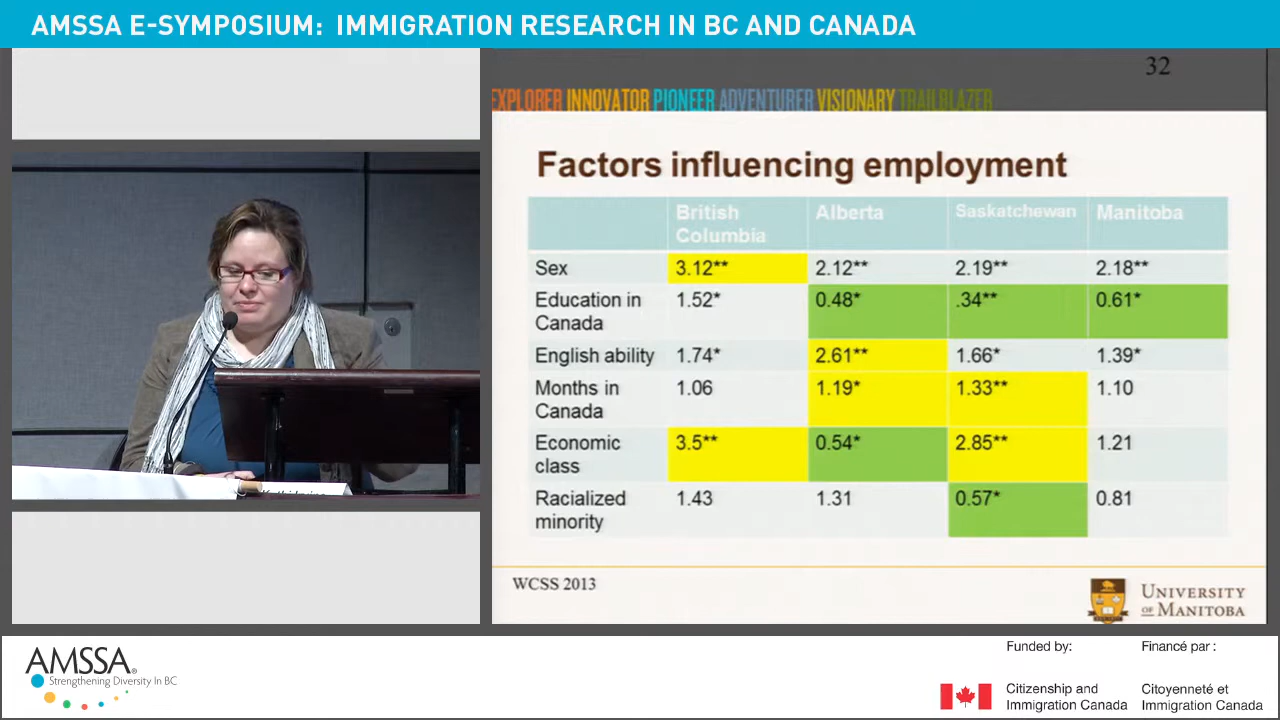 AMSSA E-SYMPOSIUM: IMMIGRATION RESEARCH IN BC AND CANADA
32
EXPLORER INNOVATOR PIONEER ADVENTURER VISIONARY TRAILBLAZER
Factors influencing employment
British Columbia Alberta Saskatchewan Manitoba
Sex 3.12** 2.12** 2.19** 2.18**
Education in Canada 1.52* 0.48* .34** 0.61*
English ability 1.74* 2.61** 1.66* 1.39*
Months in Canada 1.06 1.19* 1.33** 1.10
Economic class 3.5** 0.54* 2.85** 1.21
Racialized minority 1.43 1.31 0.57* 0.81
WCSS 2013
UNIVERSITY
OF MANITOBA
AMSSA®
Strengthening Diversity In BC
Funded by:
Citizenship and
Immigration Canada
Financé par :
Citoyenneté et
Immigration Canada